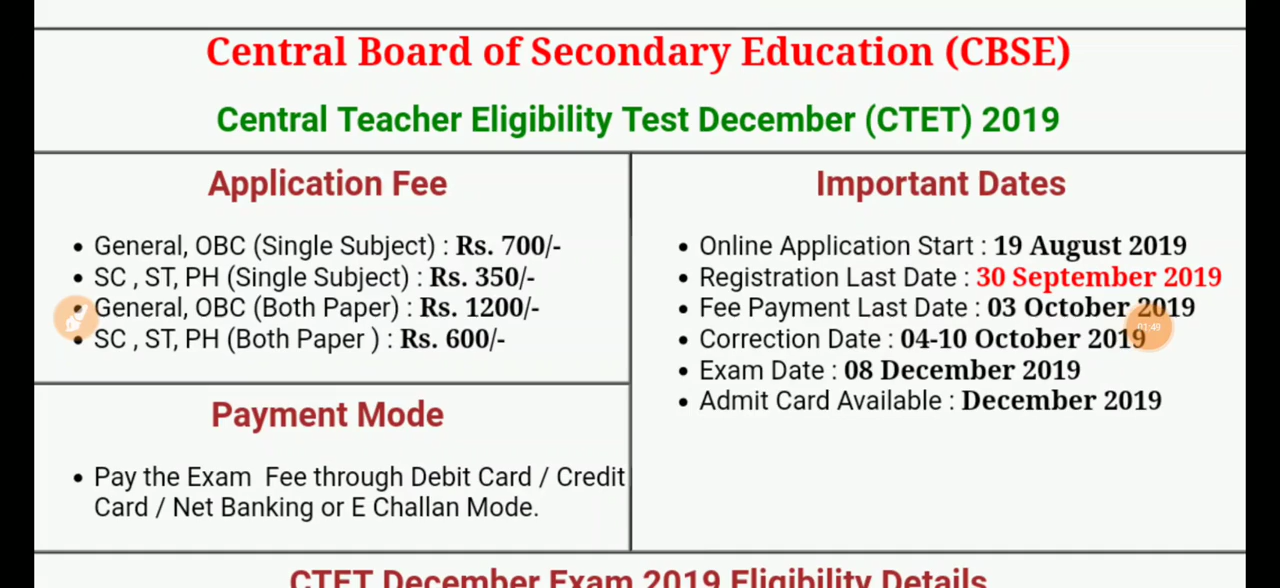 Central Board of Secondary Education (CBSE)
Central Teacher Eligibility Test December (CTET) 2019
Application Fee
• General, OBC (Single Subject) : Rs. 700/-
• SC , ST, PH (Single Subject) : Rs. 350/-
• General, OBC (Both Paper) : Rs. 1200/-
• SC , ST, PH (Both Paper ) : Rs. 600/-
Payment Mode
• Pay the Exam Fee through Debit Card / Credit
Card / Net Banking or E Challan Mode.
Important Dates
• Online Application Start : 19 August 2019
• Registration Last Date : 30 September 2019
• Fee Payment Last Date : 03 October 2019
• Correction Date : 04-10 October 2019
• Exam Date : 08 December 2019
• Admit Card Available : December 2019
01:49
CTET December Exam 2019 Eligibility Details